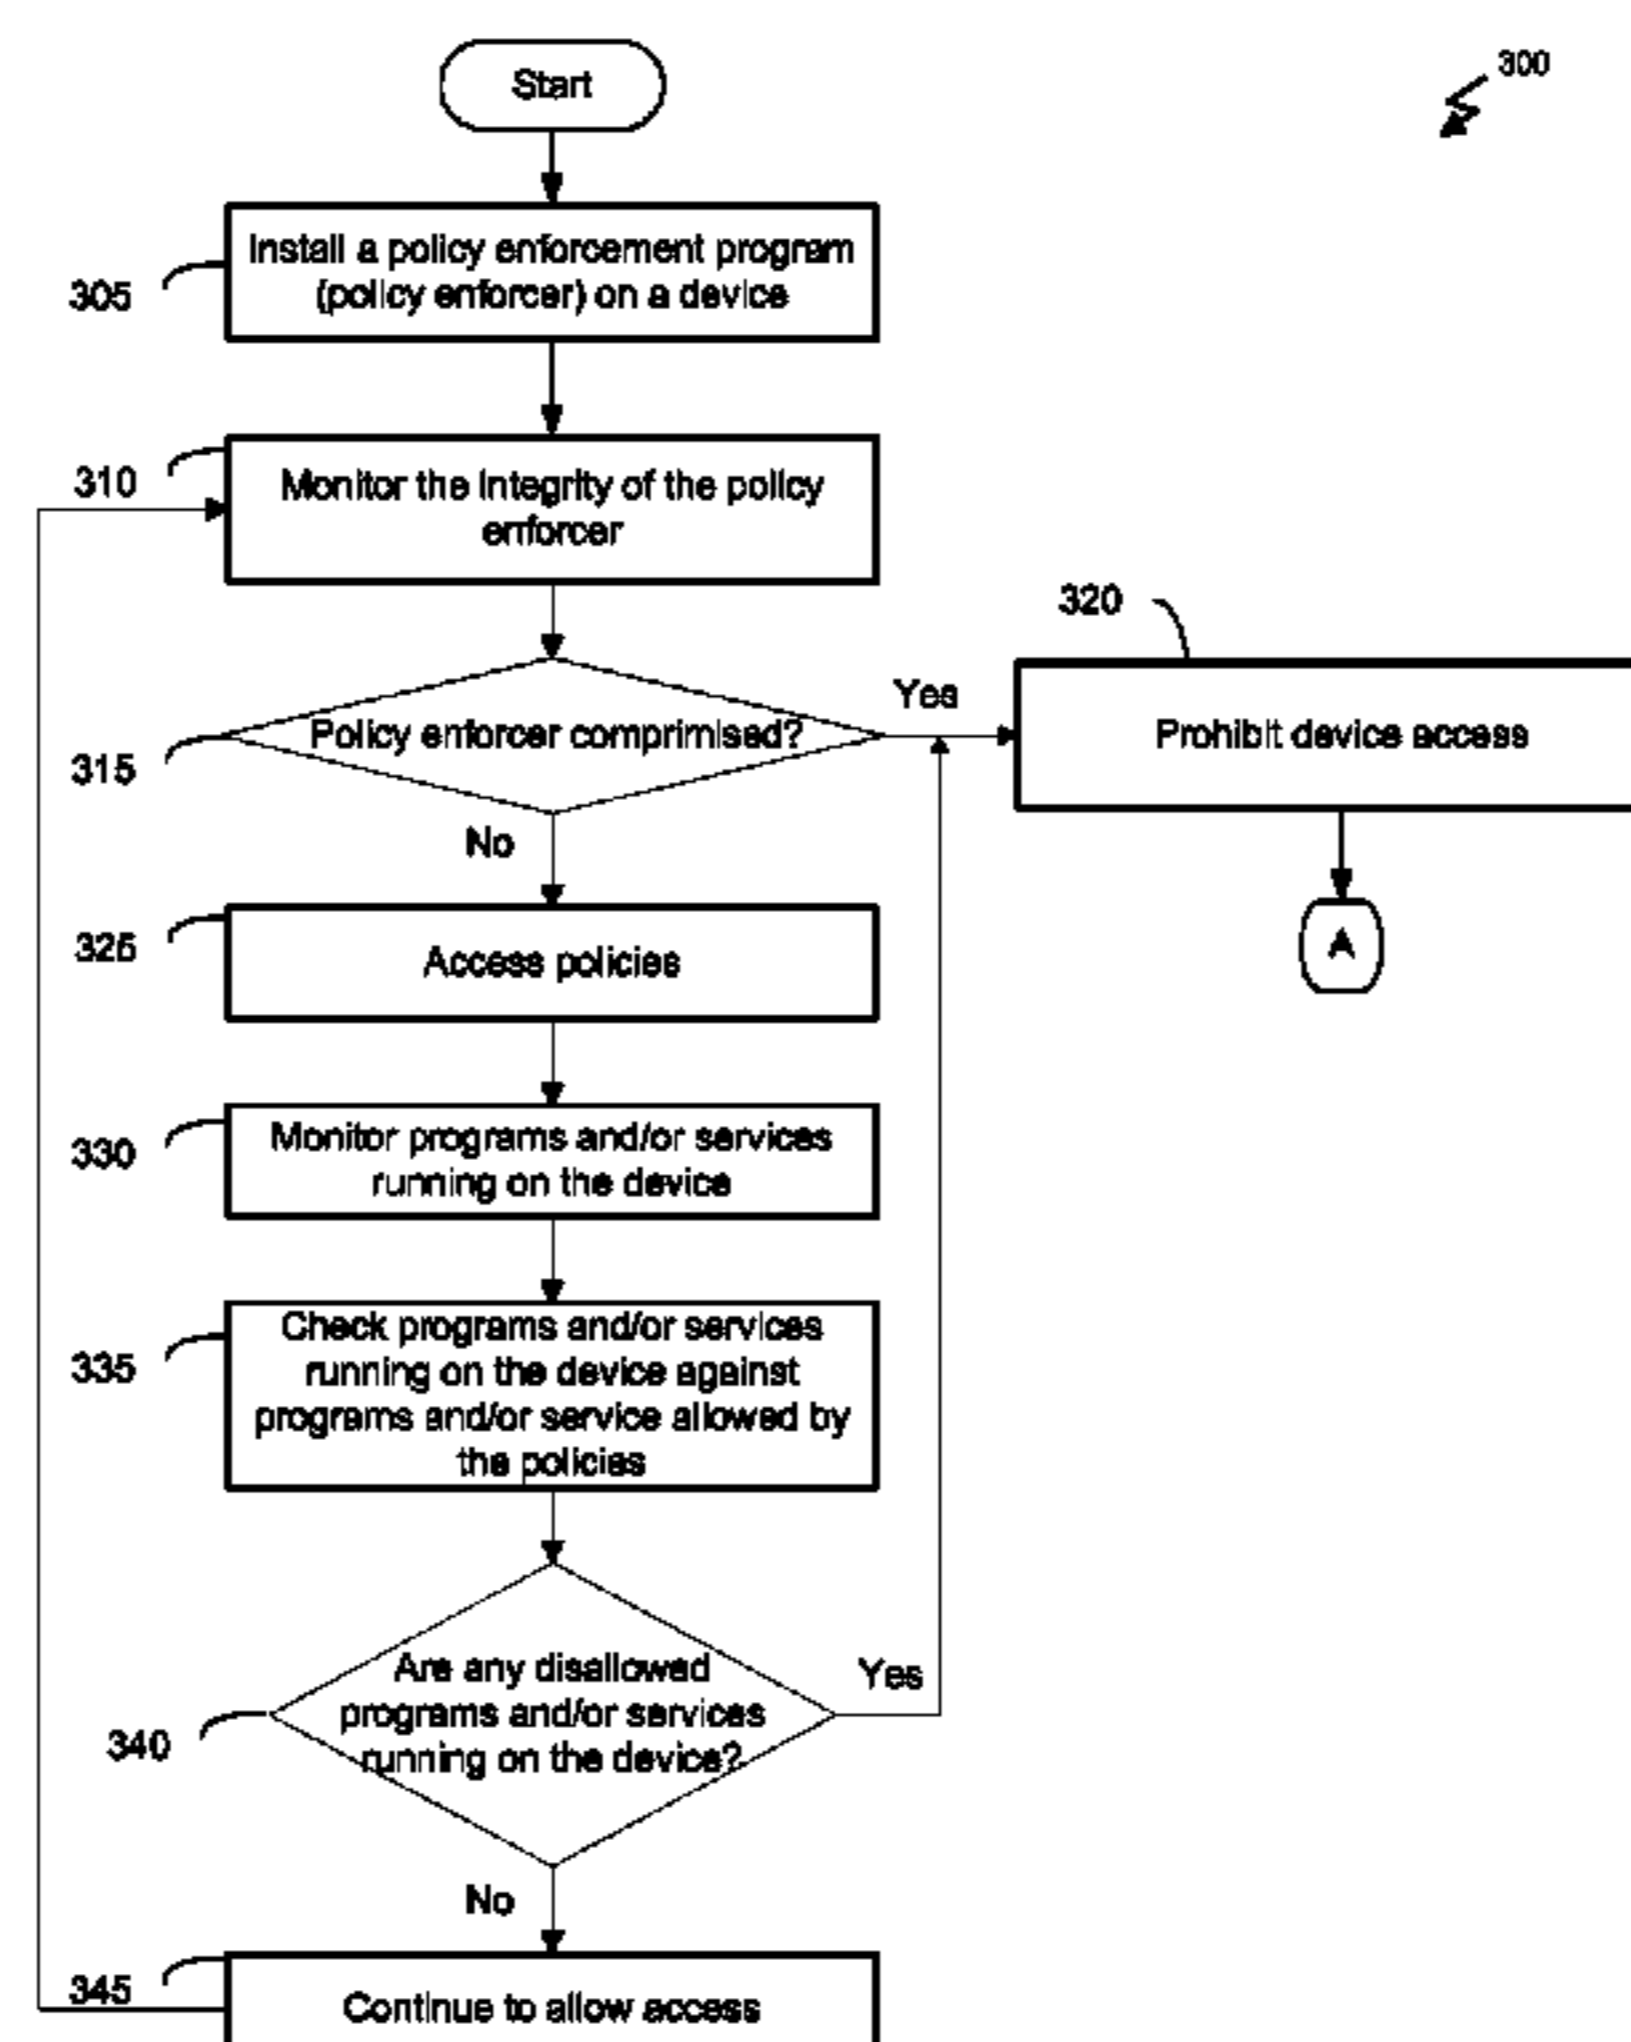 Start
300
Install a policy enforcement program
(policy enforcer) on a device
305
310
Monitor the integrity of the policy
enforcer
320
Yes
Policy enforcer comprimised?
Prohibit device access
315
No
A
325
Access policies
Monitor programs and/or services
330
running on the device
Check programs and/or services
335
running on the device against
programs and/or service allowed by
the policies
Are any disallowed
Yes
programs and/or services
340
running on the device?
No
345
Continue to allow access